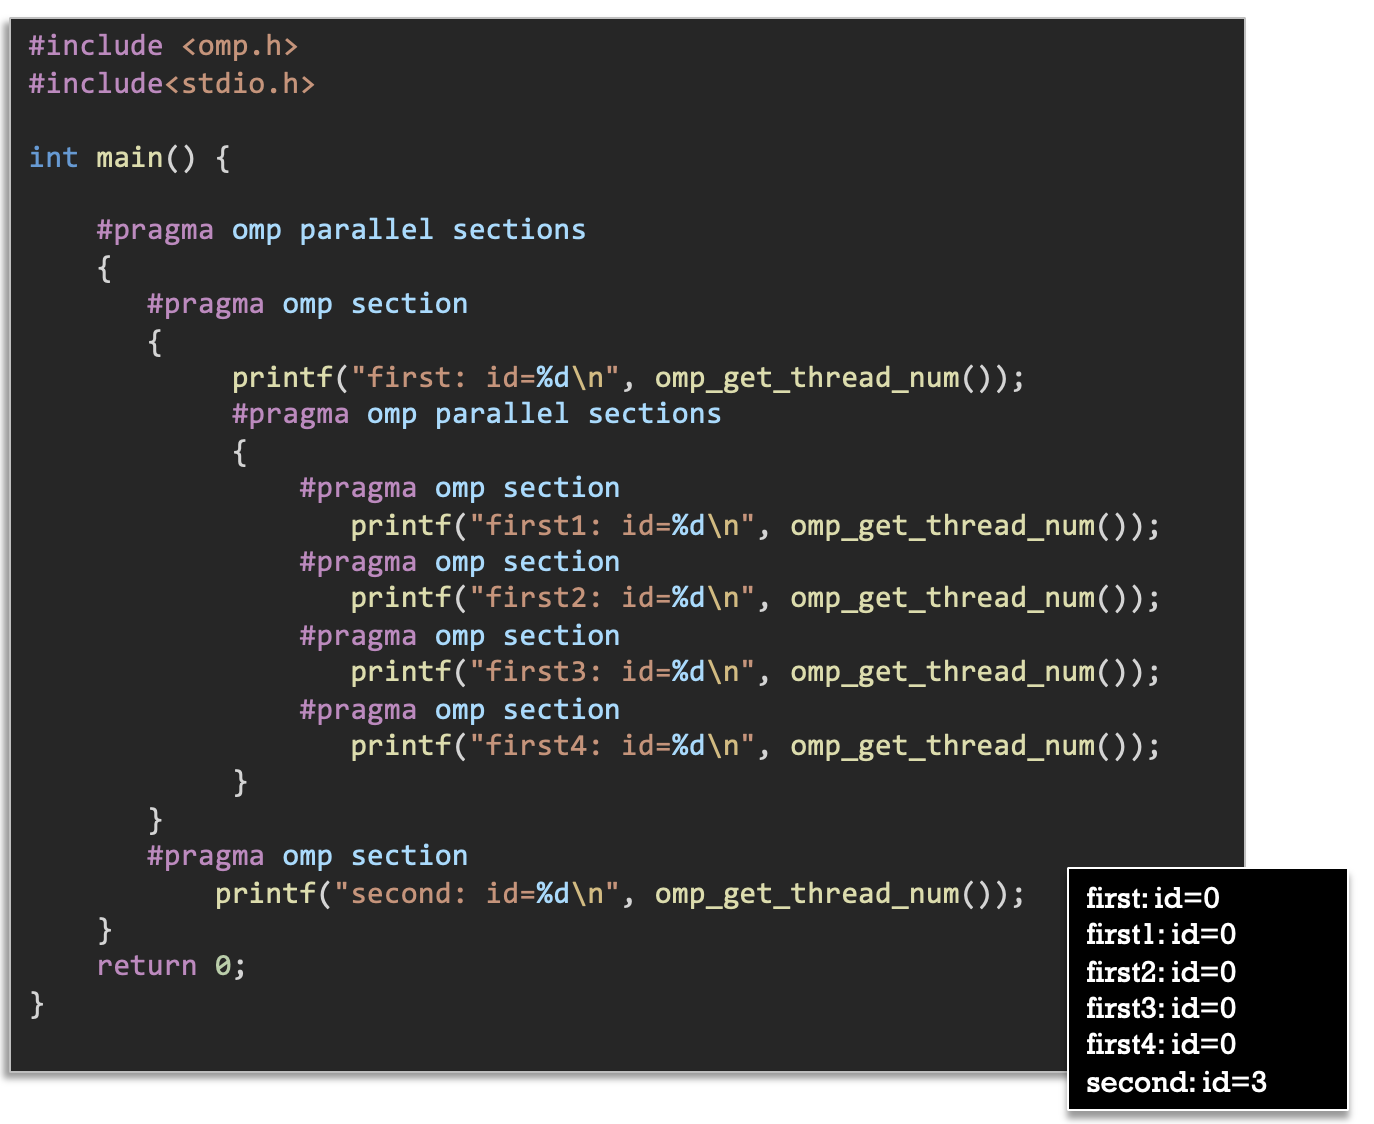 #include <omp.h>
#include<stdio.h>

int main() {

    #pragma omp parallel sections
    {
       #pragma omp section
       {
            printf("first: id=%d\n", omp_get_thread_num());
            #pragma omp parallel sections
            {
                #pragma omp section
                   printf("first1: id=%d\n", omp_get_thread_num());
                #pragma omp section
                   printf("first2: id=%d\n", omp_get_thread_num());
                #pragma omp section
                   printf("first3: id=%d\n", omp_get_thread_num());
                #pragma omp section
                   printf("first4: id=%d\n", omp_get_thread_num());
            }
       }
       #pragma omp section
           printf("second: id=%d\n", omp_get_thread_num());
    }
    return 0;
}
first: id=0
first1: id=0
first2: id=0
first3: id=0
first4: id=0
second: id=3